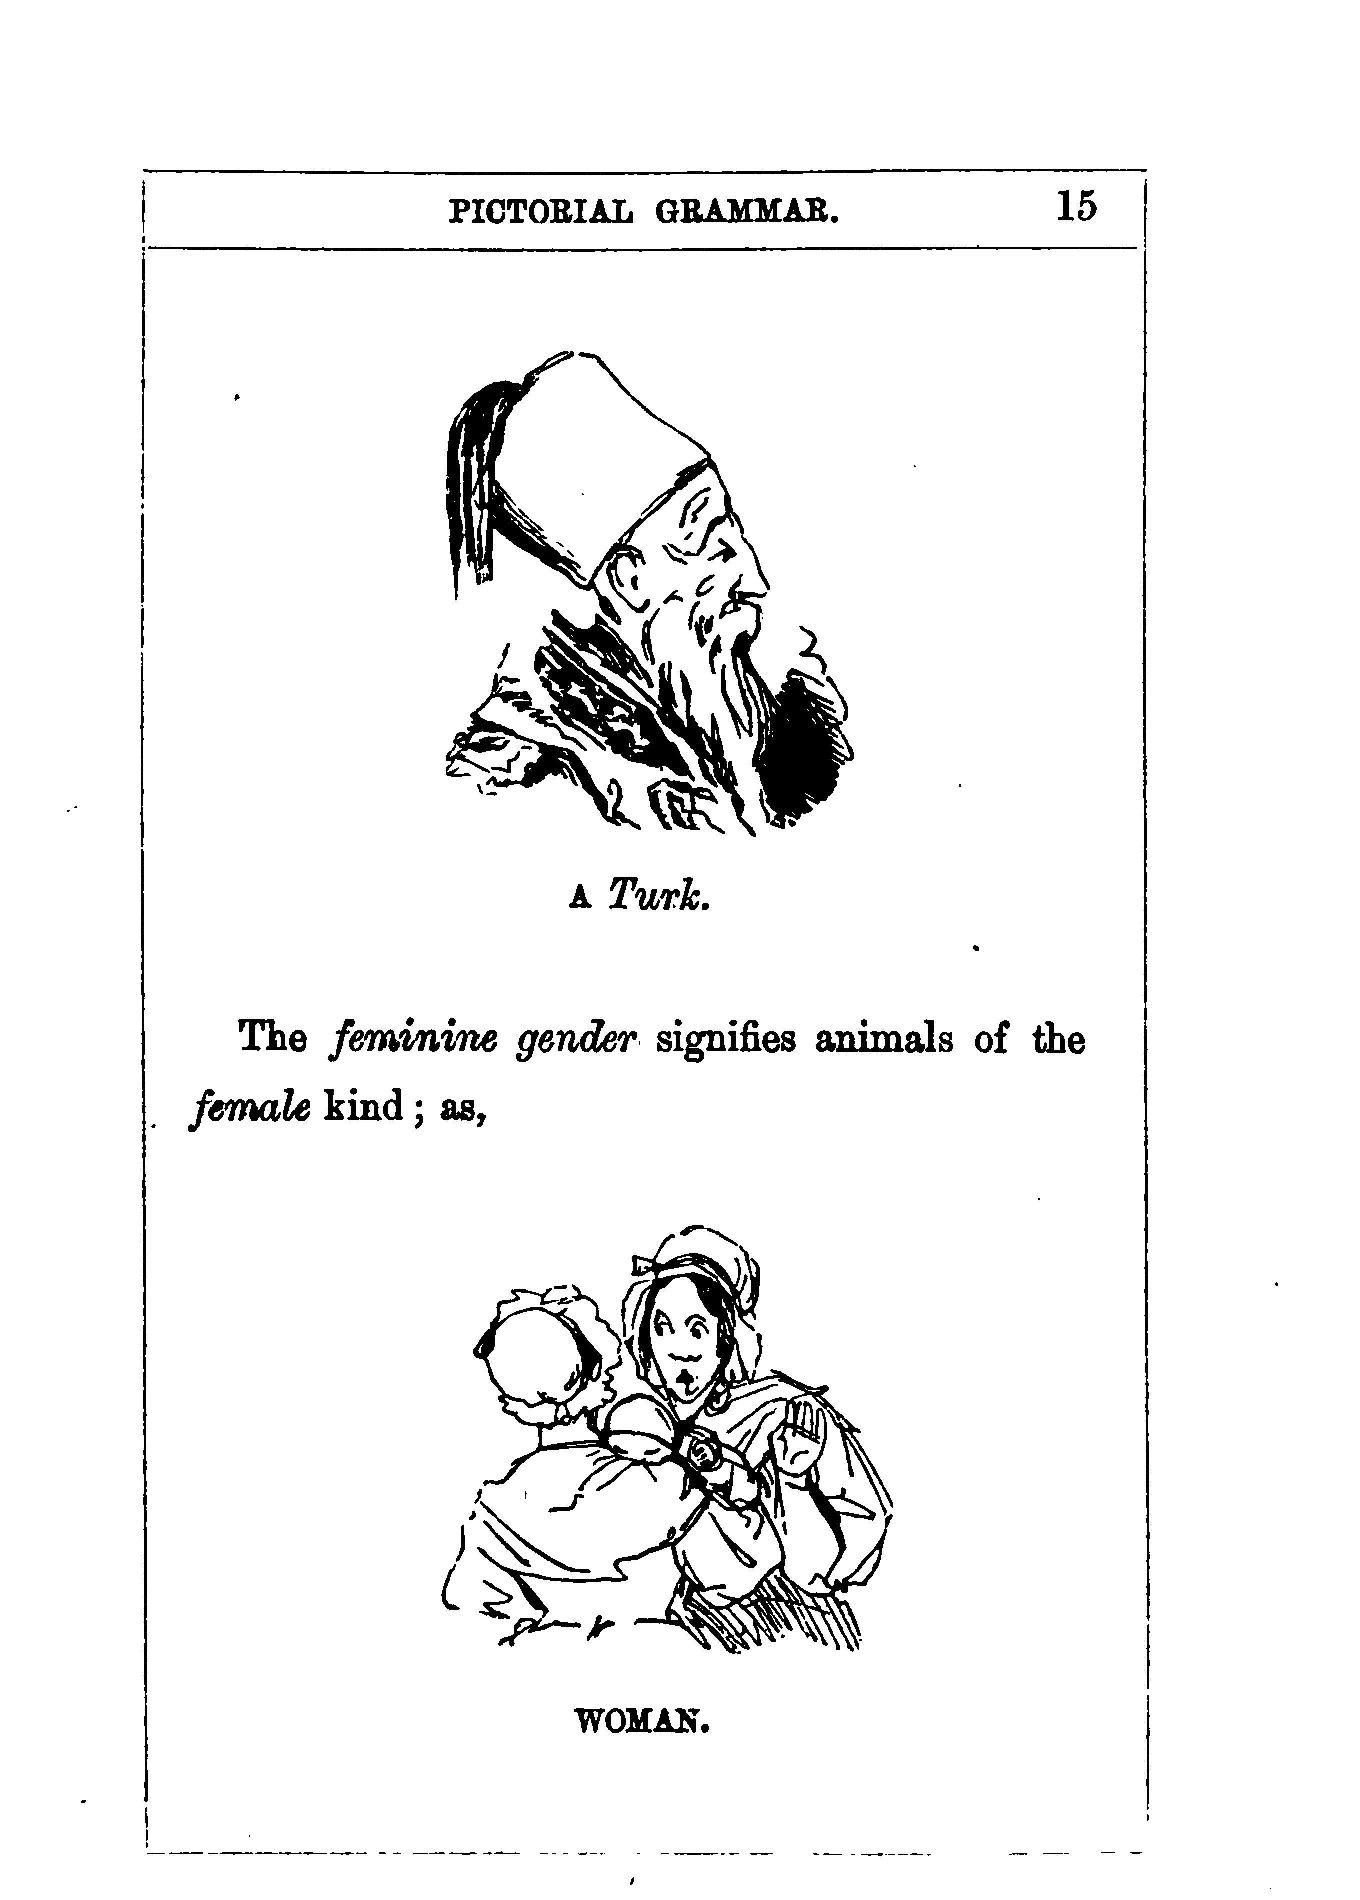 PICTORIAL GRAMMAR. 15
A Turk.
The feminine gender signifies animals of the
female kind; as,
WOMAN.